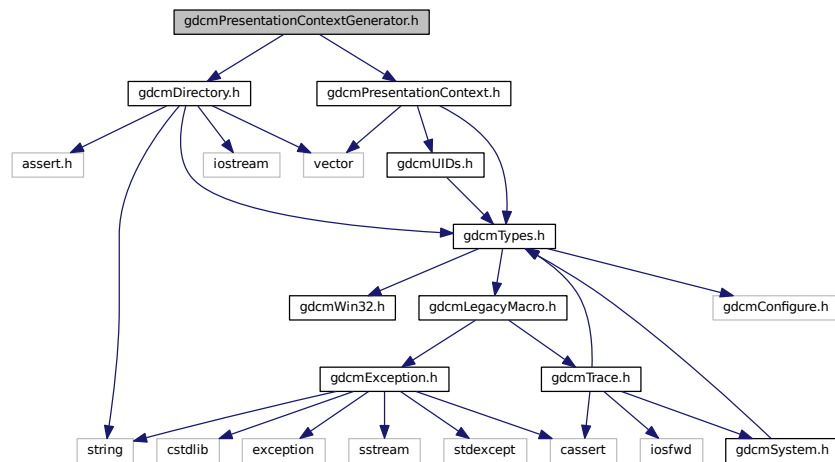 gdcmPresentationContextGenerator.h
gdcmDirectory.h
gdcmPresentationContext.h
assert.h
iostream
vector
gdcmUIDs.h
gdcmTypes.h
gdcmWin32.h
gdcmLegacyMacro.h
gdcmConfigure.h
gdcmException.h
gdcmTrace.h
string
cstdlib
exception
sstream
stdexcept
cassert
iosfwd
gdcmSystem.h